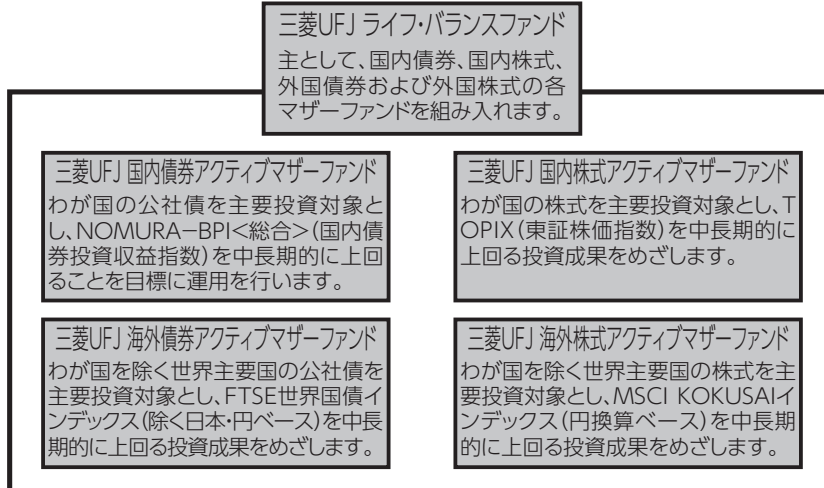 三菱UFJ ライフ・バランスファンド
主として、国内債券、国内株式、
外国債券および外国株式の各
マザーファンドを組み入れます。
三菱UFJ 国内債券アクティブマザーファンド
わが国の公社債を主要投資対象と
し、NOMURA−BPI<総合>(国内債
券投資収益指数)を中長期的に上回
ることを目標に運用を行います。
三菱UFJ 国内株式アクティブマザーファンド
わが国の株式を主要投資対象とし、T
OPIX(東証株価指数)を中長期的に
上回る投資成果をめざします。
三菱UFJ 海外債券アクティブマザーファンド
わが国を除く世界主要国の公社債を
主要投資対象とし、FTSE世界国債イ
ンデックス(除く日本・円ベース)を中長
期的に上回る投資成果をめざします。
三菱UFJ 海外株式アクティブマザーファンド
わが国を除く世界主要国の株式を主
要投資対象とし、MSCI KOKUSAIイ
ンデックス(円換算ベース)を中長期
的に上回る投資成果をめざします。